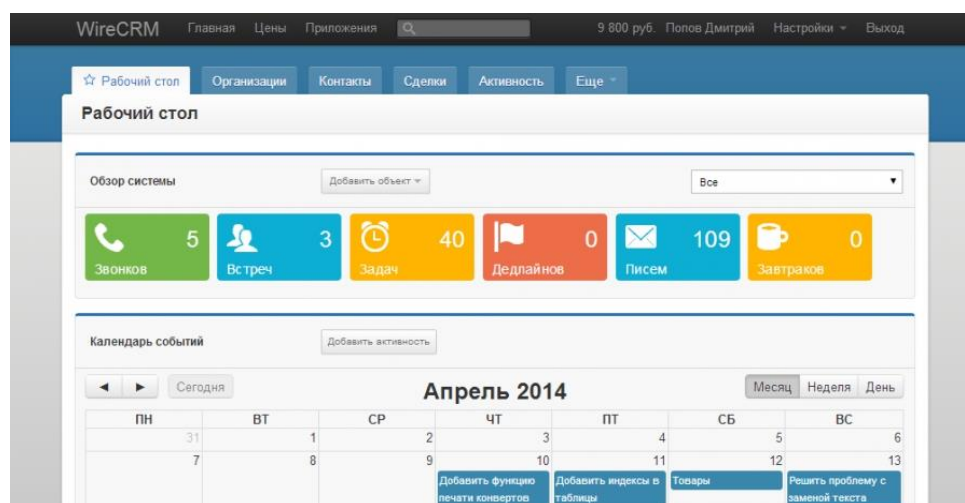 WireCRM Главная Цены Приложения 9 800 руб. Попов Дмитрий Настройки Выход
Рабочий стол Организации Контакты Сделки Активность Еще
Рабочий стол
Обзор системы Добавить объект Все
5 3 40 0 109 0
Звонков Встреч Задач Дедлайнов Писем Завтраков
Календарь событий Добавить активность
Сегодня Апрель 2014 Месяц Неделя День
ПН ВТ СР ЧТ ПТ СБ ВС
31 1 2 3 4 5 6
7 8 9 10 11 12 13
Добавить функцию Добавить индексы в Товары Решить проблему с
печати конвертов таблицы заменой текста